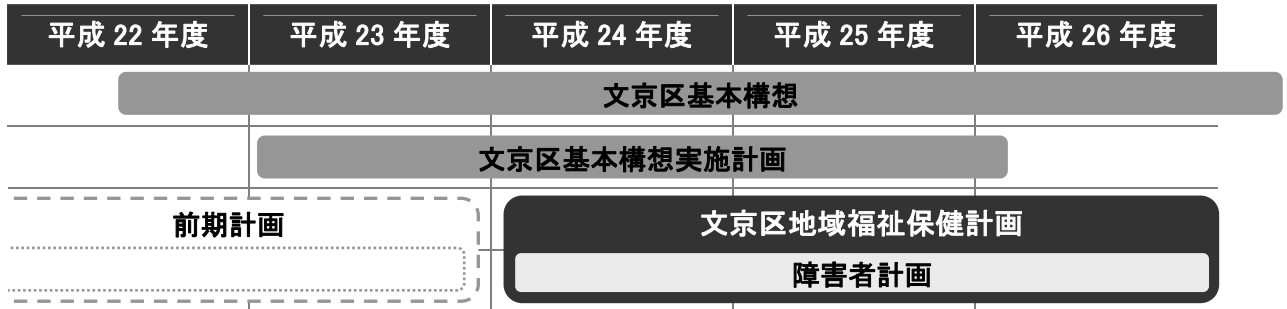 平成 22 年度 平成 23 年度 平成 24 年度 平成 25 年度 平成 26 年度
文京区基本構想
文京区基本構想実施計画
前期計画 文京区地域福祉保健計画
障害者計画